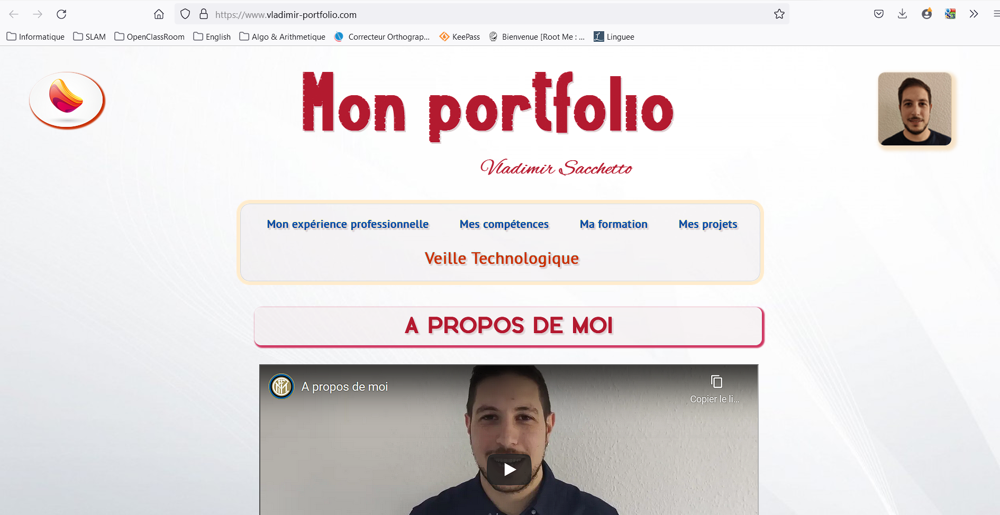 https://www.vladimir-portfolio.com
Informatique SLAM OpenClassRoom English Algo & Arithmetique Correcteur Orthograp... KeePass Bienvenue [Root Me : ... Linguee
Mon portfolio
Vladimir Sacchetto
Mon expérience professionnelle Mes compétences Ma formation Mes projets
Veille Technologique
A PROPOS DE MOI
A propos de moi
Copier le li...